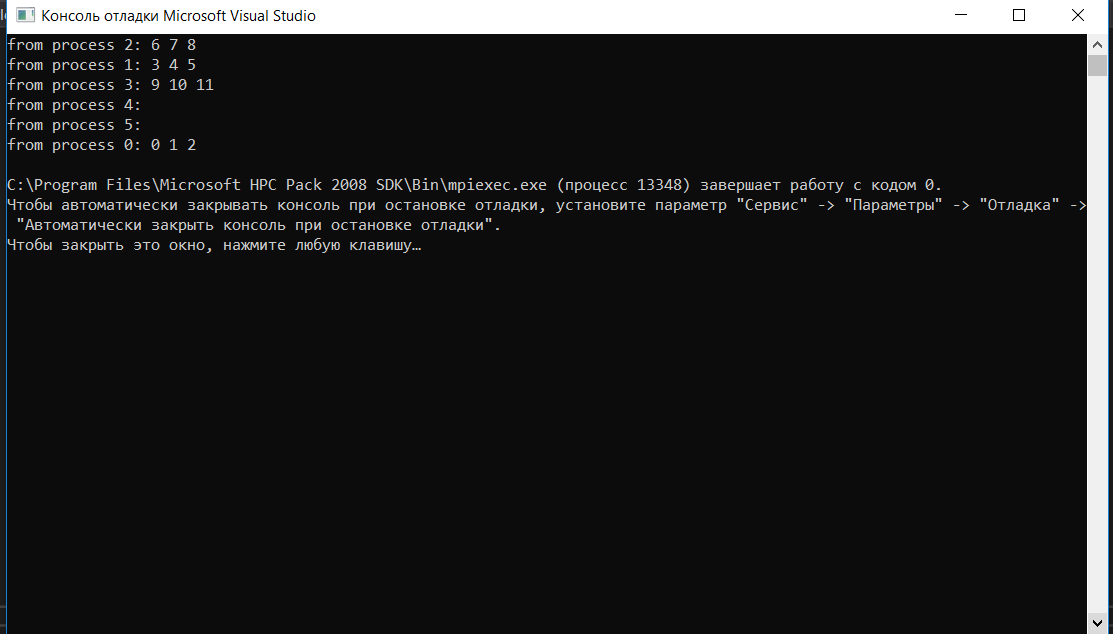 Консоль отладки Microsoft Visual Studio
from process 2: 6 7 8
from process 1: 3 4 5
from process 3: 9 10 11
from process 4:
from process 5:
from process 0: 0 1 2
C:\Program Files\Microsoft HPC Pack 2008 SDK\Bin\mpiexec.exe (процесс 13348) завершает работу с кодом 0.
Чтобы автоматически закрывать консоль при остановке отладки, установите параметр "Сервис" -> "Параметры" -> "Отладка" ->
"Автоматически закрыть консоль при остановке отладки".
Чтобы закрыть это окно, нажмите любую клавишу…